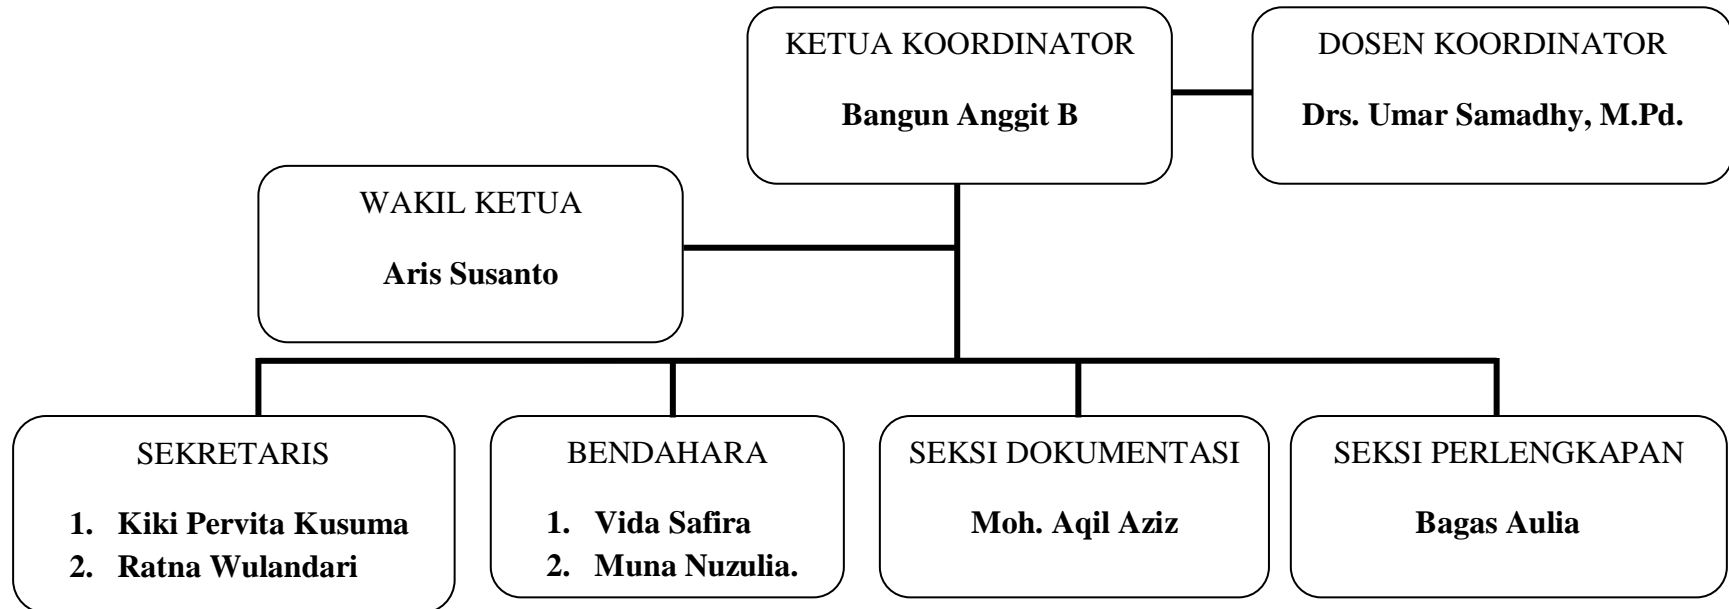 KETUA KOORDINATOR
Bangun Anggit B
DOSEN KOORDINATOR
Drs. Umar Samadhy, M.Pd.
WAKIL KETUA
Aris Susanto
SEKRETARIS
1. Kiki Pervita Kusuma
2. Ratna Wulandari
BENDAHARA
1. Vida Safira
2. Muna Nuzulia.
SEKSI DOKUMENTASI
Moh. Aqil Aziz
SEKSI PERLENGKAPAN
Bagas Aulia